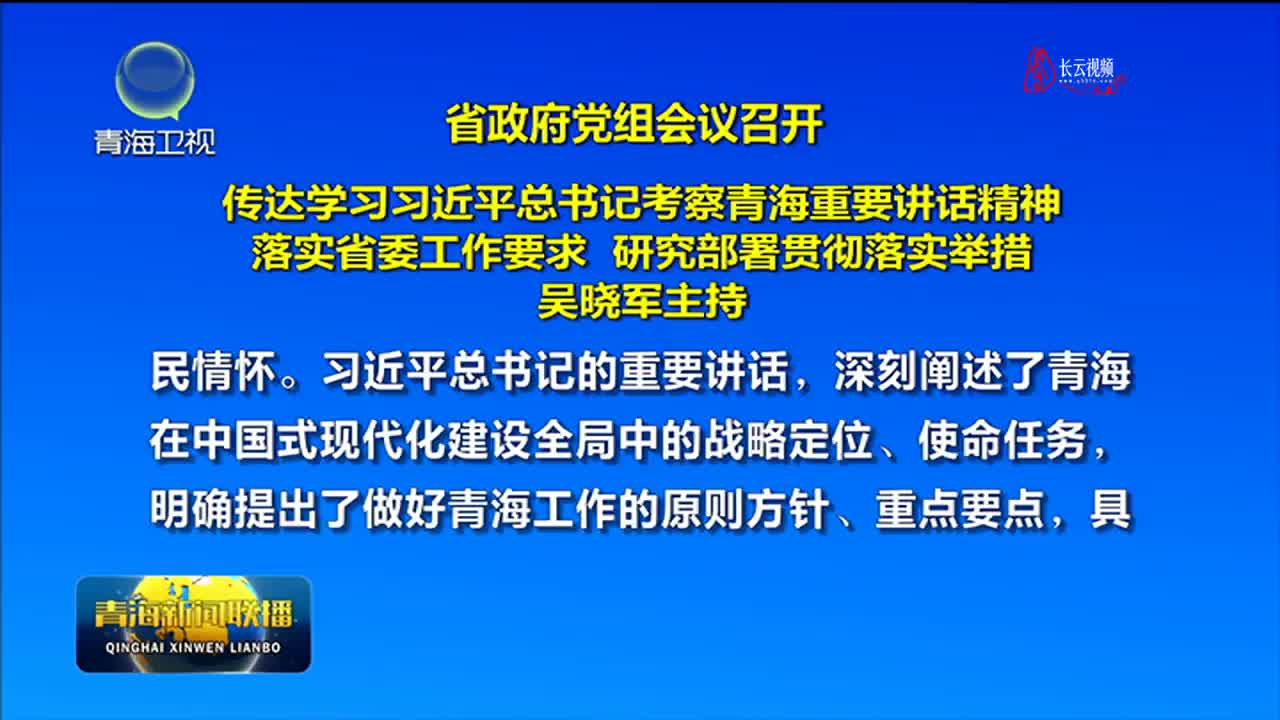 青海卫视
长云视频
省政府党组会议召开
传达学习习近平总书记考察青海重要讲话精神
落实省委工作要求 研究部署贯彻落实举措
吴晓军主持
民情怀。习近平总书记的重要讲话，深刻阐述了青海
在中国式现代化建设全局中的战略定位、使命任务，
明确提出了做好青海工作的原则方针、重点要点，具
青海新闻联播
QINGHAI XINWEN LIANBO